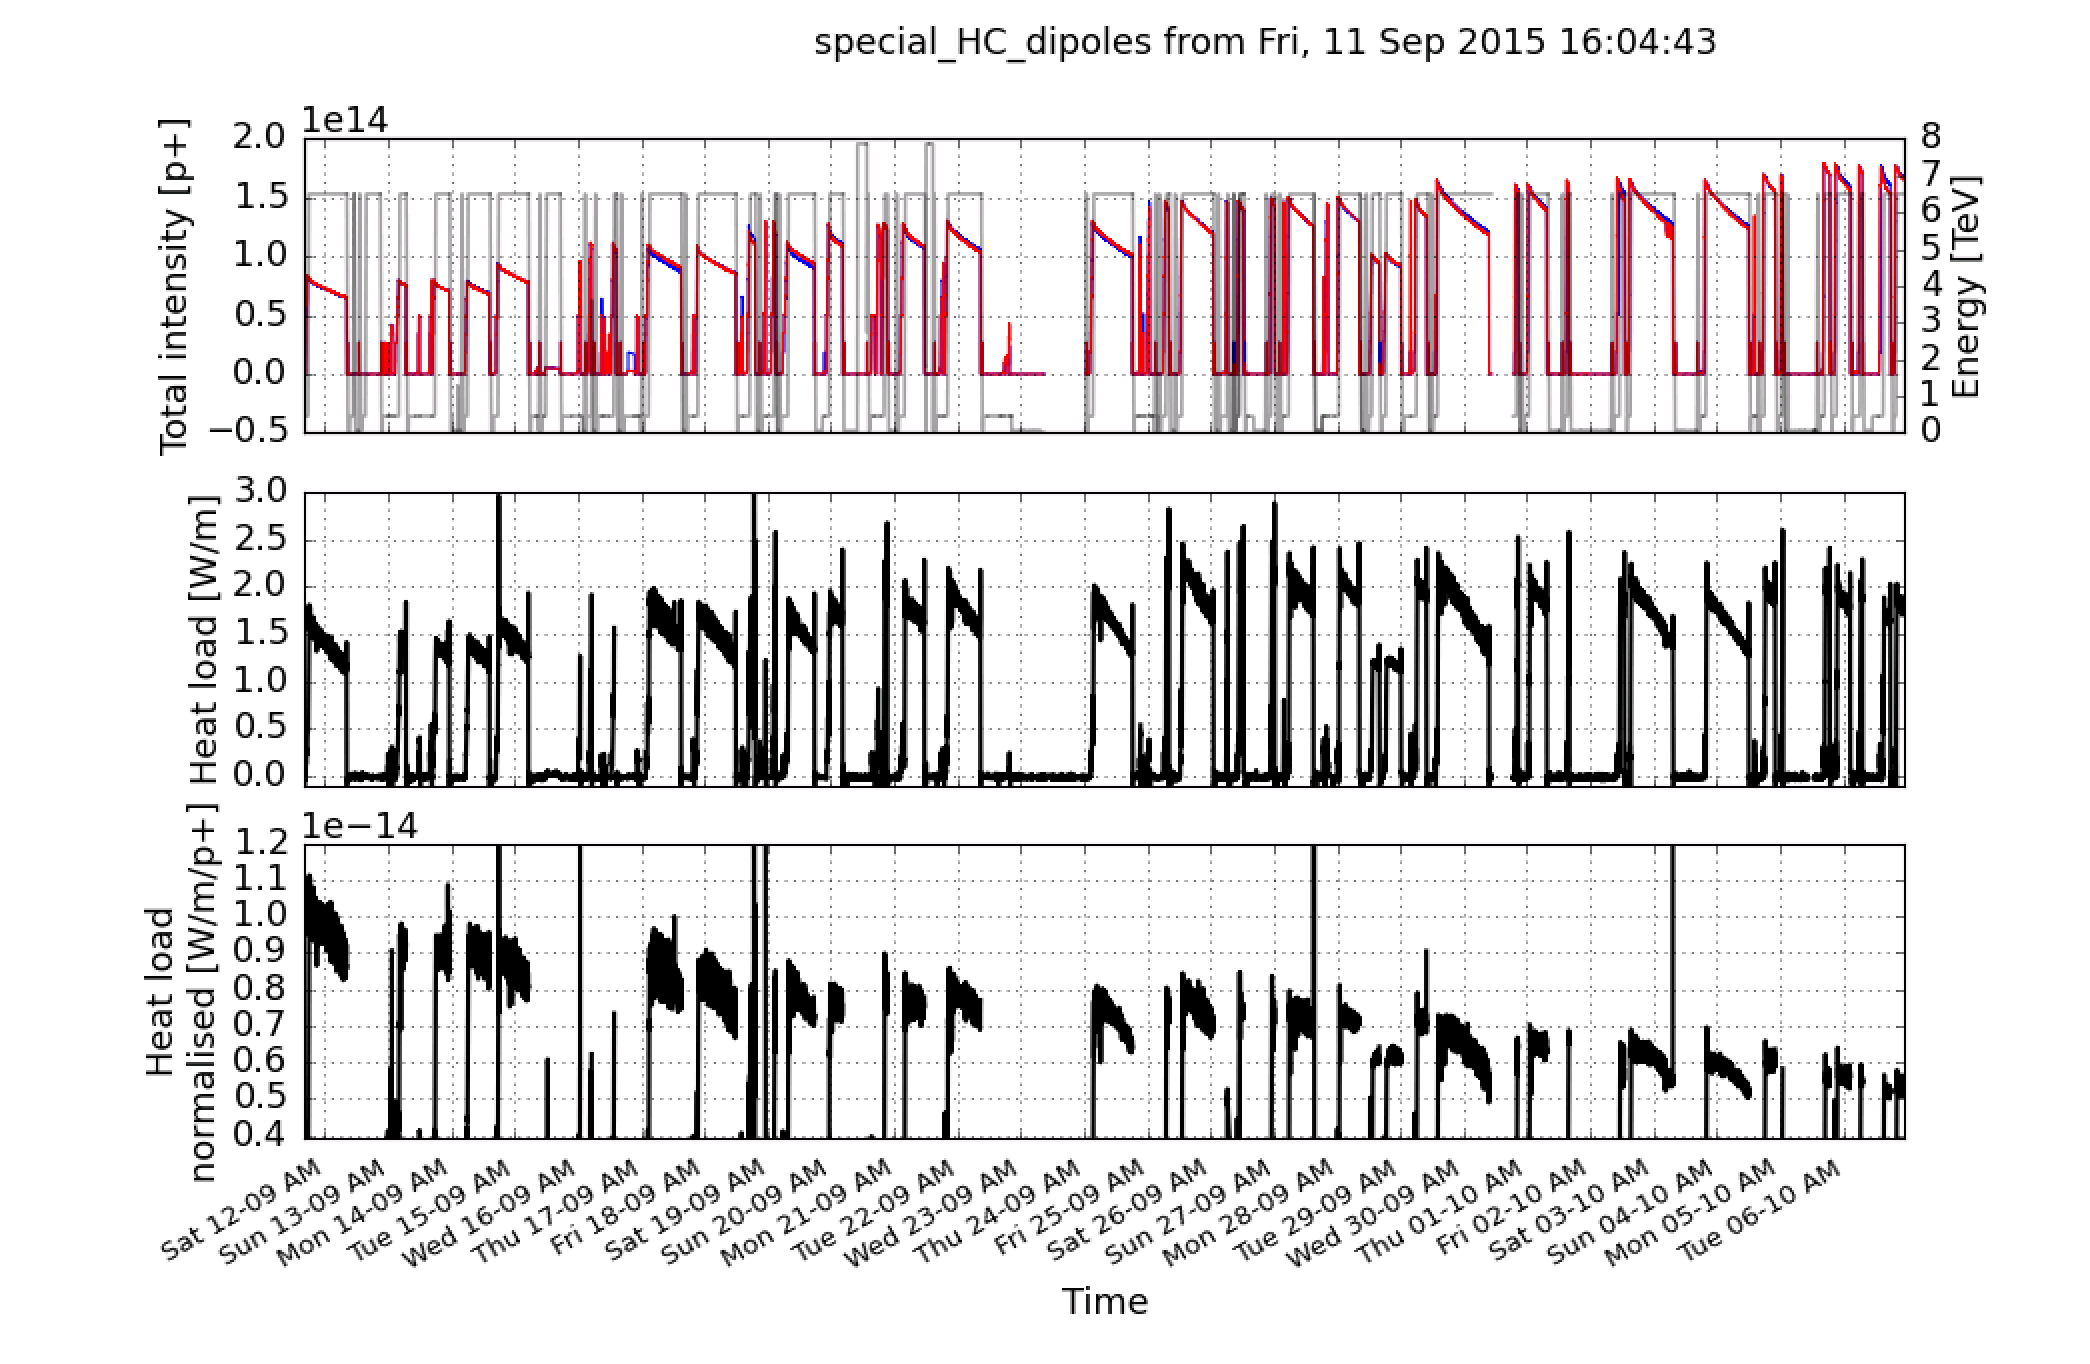 special_HC_dipoles from Fri, 11 Sep 2015 16:04:43
1e14
Total intensity [p+]
2.0
1.5
1.0
0.5
0.0
−0.5
8
7
6
5
4
3
2
1
0
Energy [TeV]
Heat load [W/m]
3.0
2.5
2.0
1.5
1.0
0.5
0.0
1e−14
Heat load
normalised [W/m/p+]
1.2
1.1
1.0
0.9
0.8
0.7
0.6
0.5
0.4
Sat 12-09 AM
Sun 13-09 AM
Mon 14-09 AM
Tue 15-09 AM
Wed 16-09 AM
Thu 17-09 AM
Fri 18-09 AM
Sat 19-09 AM
Sun 20-09 AM
Mon 21-09 AM
Tue 22-09 AM
Wed 23-09 AM
Thu 24-09 AM
Fri 25-09 AM
Sat 26-09 AM
Sun 27-09 AM
Mon 28-09 AM
Tue 29-09 AM
Wed 30-09 AM
Thu 01-10 AM
Fri 02-10 AM
Sat 03-10 AM
Sun 04-10 AM
Mon 05-10 AM
Tue 06-10 AM
Time